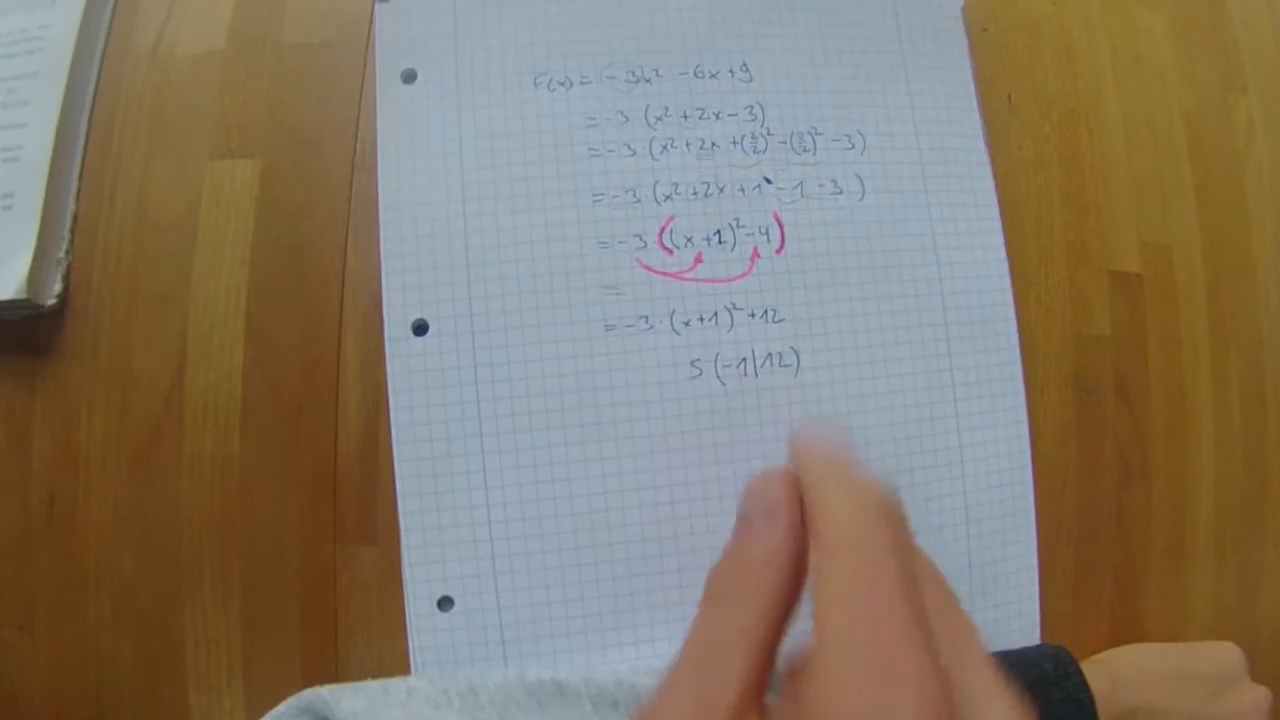 F(x) = -3x² - 6x + 9
= -3 · (x² + 2x - 3)
= -3 · (x² + 2x + (2/2)² - (2/2)² - 3)
= -3 · (x² + 2x + 1 - 1 - 3)
= -3 · ((x + 1)² - 4)
=
= -3 · (x + 1)² + 12
S (-1|12)